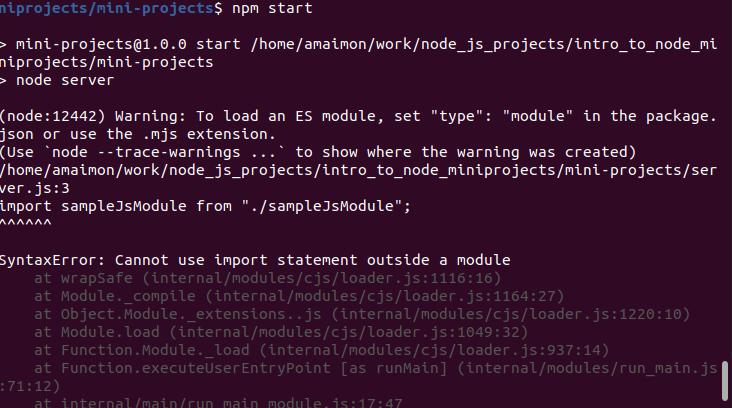 niprojects/mini-projects$ npm start
> mini-projects@1.0.0 start /home/amaimon/work/node_js_projects/intro_to_node_mi
niprojects/mini-projects
> node server
(node:12442) Warning: To load an ES module, set "type": "module" in the package.
json or use the .mjs extension.
(Use `node --trace-warnings ...` to show where the warning was created)
/home/amaimon/work/node_js_projects/intro_to_node_miniprojects/mini-projects/ser
ver.js:3
import sampleJsModule from "./sampleJsModule";
^^^^^^
SyntaxError: Cannot use import statement outside a module
    at wrapSafe (internal/modules/cjs/loader.js:1116:16)
    at Module._compile (internal/modules/cjs/loader.js:1164:27)
    at Object.Module._extensions..js (internal/modules/cjs/loader.js:1220:10)
    at Module.load (internal/modules/cjs/loader.js:1049:32)
    at Function.Module._load (internal/modules/cjs/loader.js:937:14)
    at Function.executeUserEntryPoint [as runMain] (internal/modules/run_main.js
:71:12)
    at internal/main/run_main_module.js:17:47